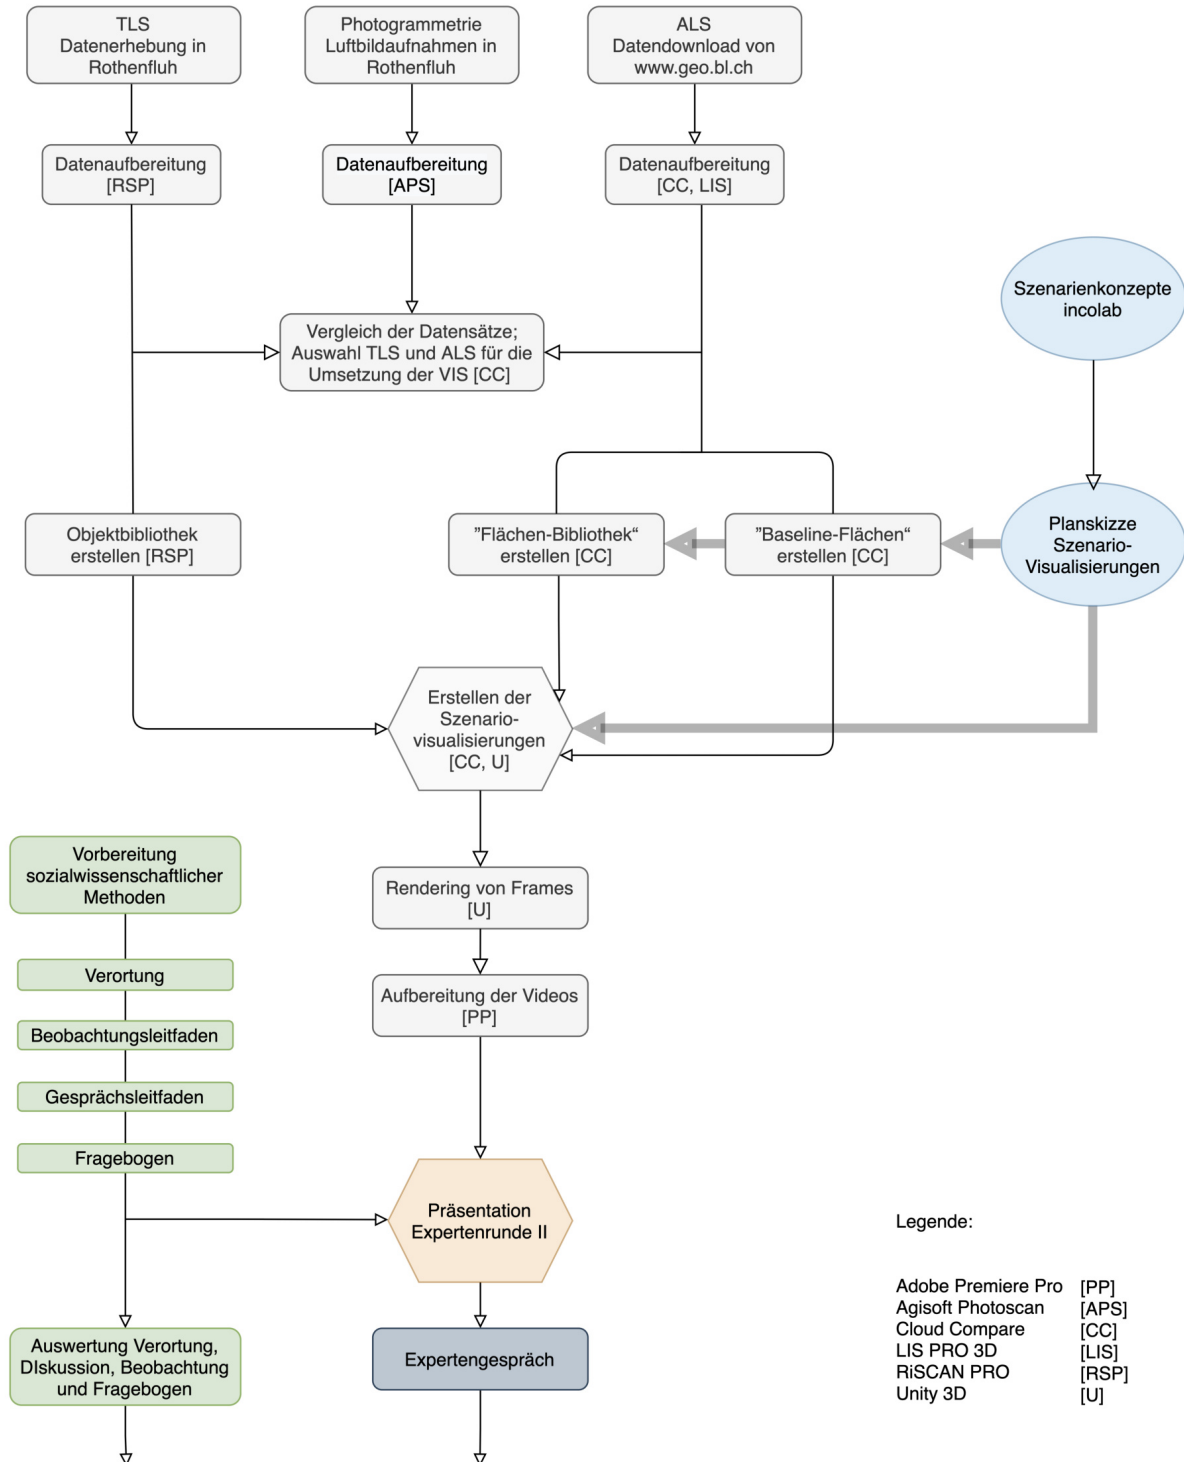 TLS
Datenerhebung in
Rothenfluh
Photogrammetrie
Luftbildaufnahmen in
Rothenfluh
ALS
Datendownload von
www.geo.bl.ch
Datenaufbereitung
[RSP]
Datenaufbereitung
[APS]
Datenaufbereitung
[CC, LIS]
Szenarienkonzepte
incolab
Vergleich der Datensätze;
Auswahl TLS und ALS für die
Umsetzung der VIS [CC]
Objektbibliothek
erstellen [RSP]
”Flächen-Bibliothek“
erstellen [CC]
”Baseline-Flächen“
erstellen [CC]
Planskizze
Szenario-
Visualisierungen
Erstellen der
Szenario-
visualisierungen
[CC, U]
Vorbereitung
sozialwissenschaftlicher
Methoden
Rendering von Frames
[U]
Verortung
Aufbereitung der Videos
[PP]
Beobachtungsleitfaden
Gesprächsleitfaden
Fragebogen
Präsentation
Expertenrunde II
Auswertung Verortung,
DIskussion, Beobachtung
und Fragebogen
Expertengespräch
Legende:
Adobe Premiere Pro [PP]
Agisoft Photoscan [APS]
Cloud Compare [CC]
LIS PRO 3D [LIS]
RiSCAN PRO [RSP]
Unity 3D [U]